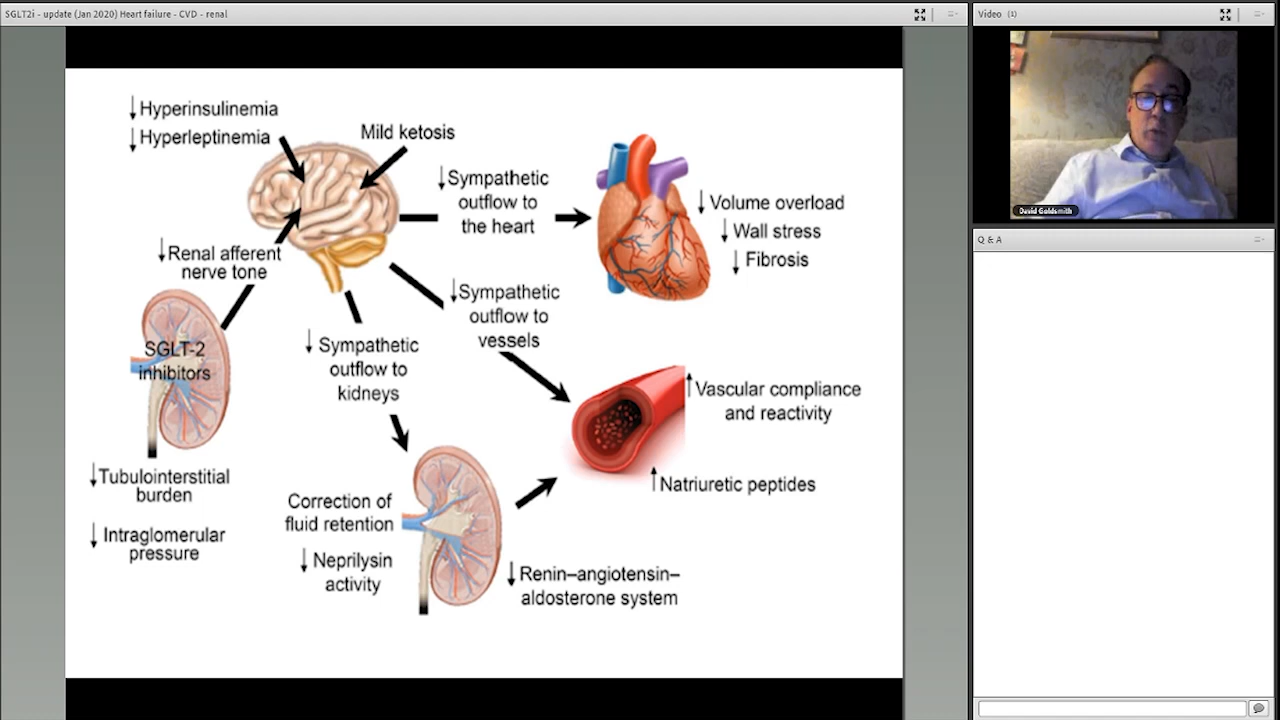 SGLT2i - update (Jan 2020) Heart failure - CVD - renal
↓Hyperinsulinemia
↓Hyperleptinemia
Mild ketosis
↓Sympathetic
outflow to
the heart
↓Volume overload
↓Wall stress
↓Fibrosis
↓Renal afferent
nerve tone
SGLT-2
inhibitors
↓Tubulointerstitial
burden
↓Intraglomerular
pressure
↓Sympathetic
outflow to
kidneys
↓Sympathetic
outflow to
vessels
↑Vascular compliance
and reactivity
↑Natriuretic peptides
Correction of
fluid retention
↓Neprilysin
activity
↓Renin–angiotensin–
aldosterone system
Video (1)
David Goldsmith
Q & A